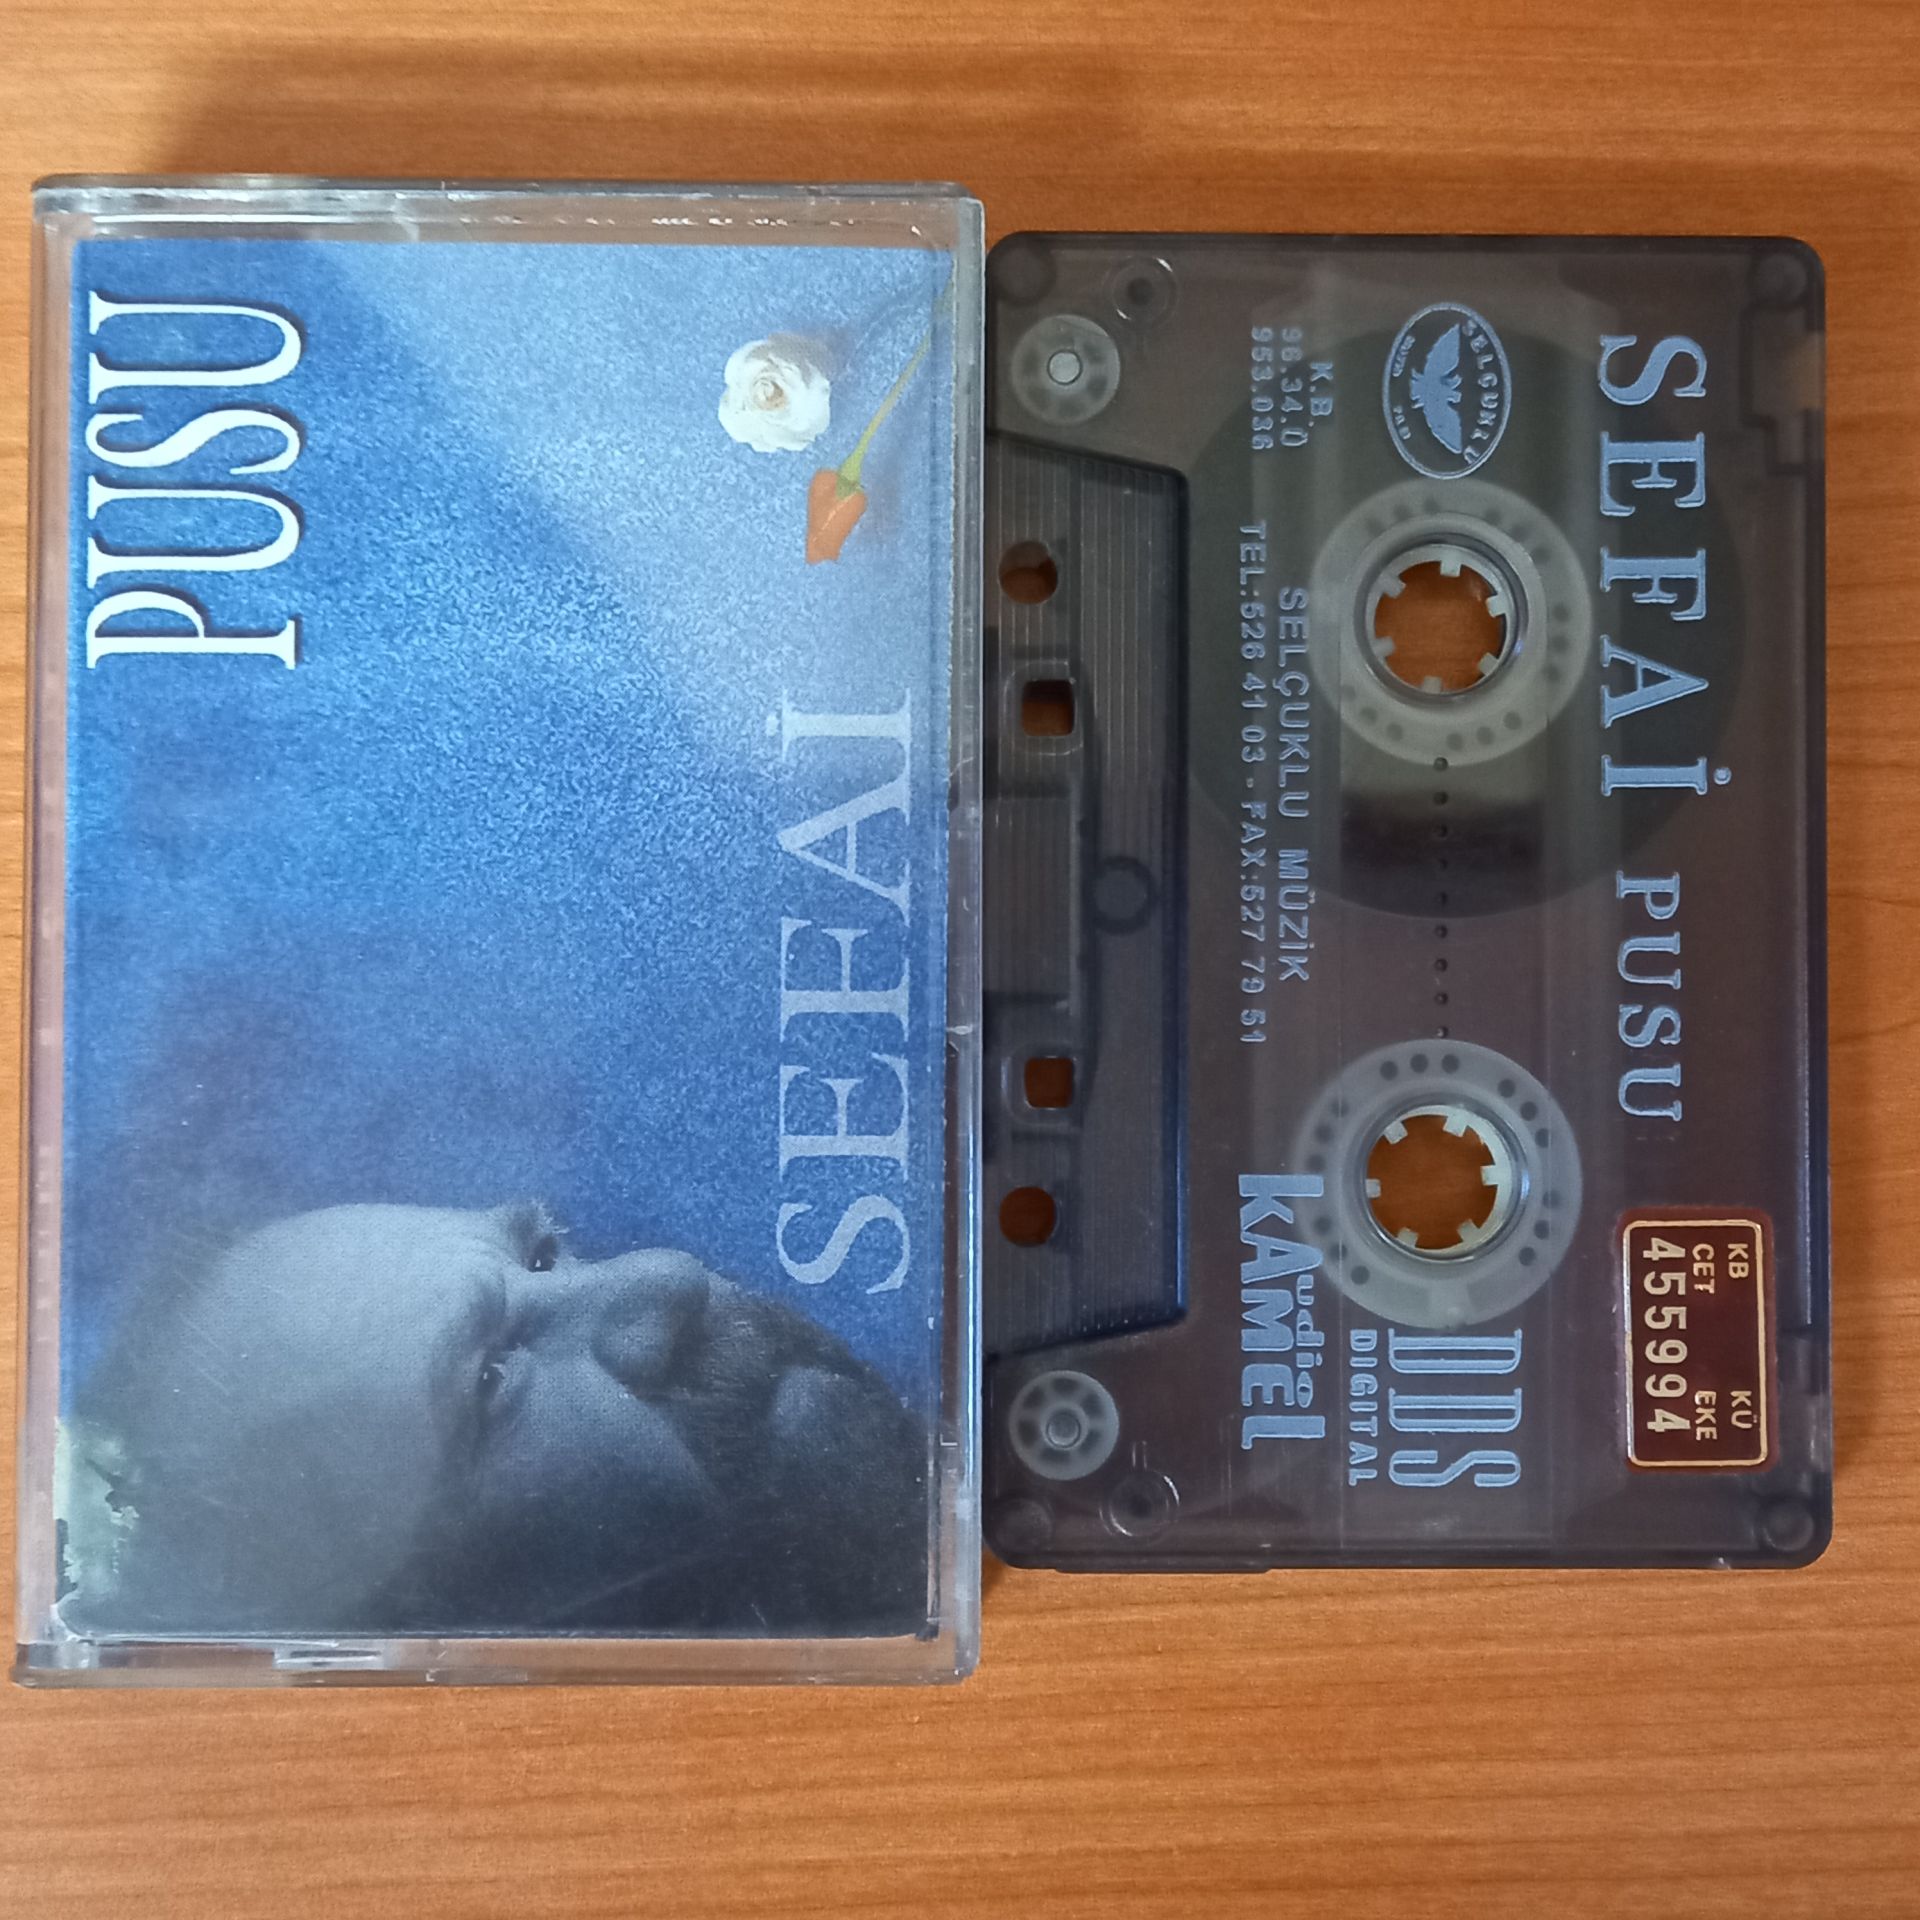 PUSU
SEFAİ
SEFAİ PUSU
SELÇUKLU
K.B.
96.34.Ü
953.036
SELÇUKLU MÜZİK
TEL:526 41 03 - FAX:527 79 51
DDS
DIGITAL
audio
KAMEL
KB KÜ
CET EKE
455994